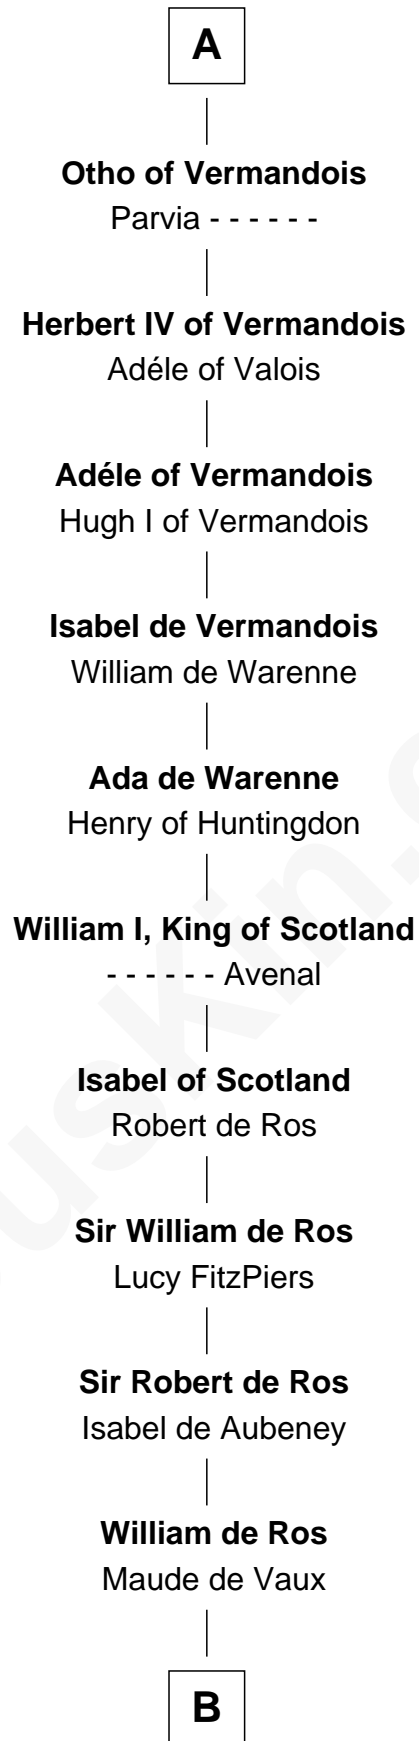 A
Otho of Vermandois
Parvia - - - - - -
Herbert IV of Vermandois
Adéle of Valois
Adéle of Vermandois
Hugh I of Vermandois
Isabel de Vermandois
William de Warenne
Ada de Warenne
Henry of Huntingdon
William I, King of Scotland
- - - - - - Avenal
Isabel of Scotland
Robert de Ros
Sir William de Ros
Lucy FitzPiers
Sir Robert de Ros
Isabel de Aubeney
William de Ros
Maude de Vaux
B